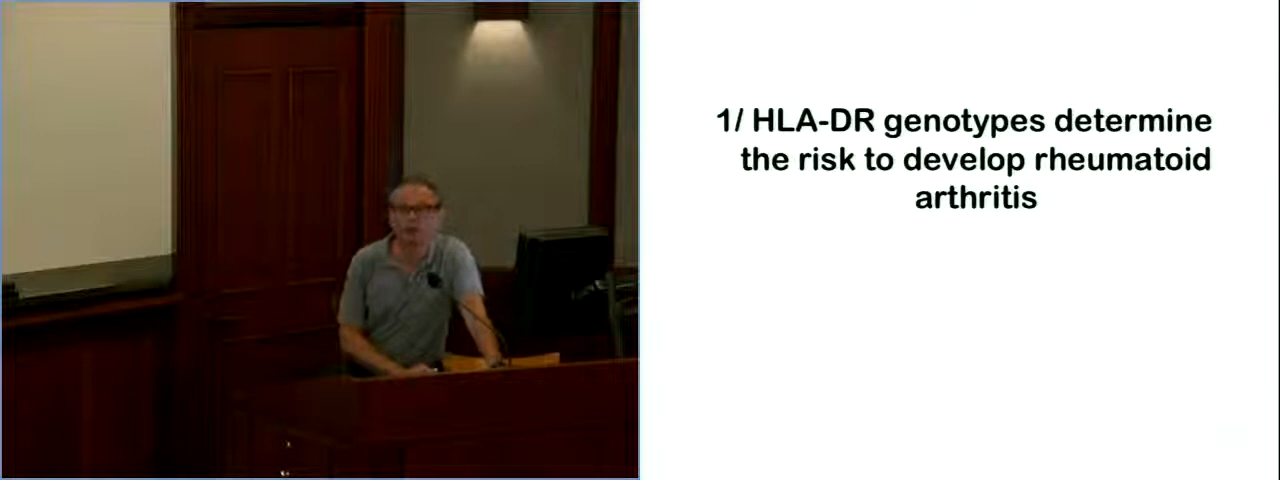 1/ HLA-DR genotypes determine
the risk to develop rheumatoid
arthritis